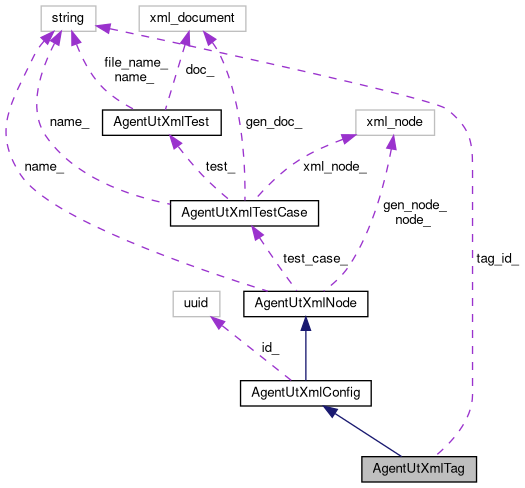 string
xml_document
file_name_
name_
doc_
AgentUtXmlTest
xml_node
name_
gen_doc_
name_
test_
xml_node_
AgentUtXmlTestCase
gen_node_
node_
test_case_
tag_id_
uuid
AgentUtXmlNode
id_
AgentUtXmlConfig
AgentUtXmlTag